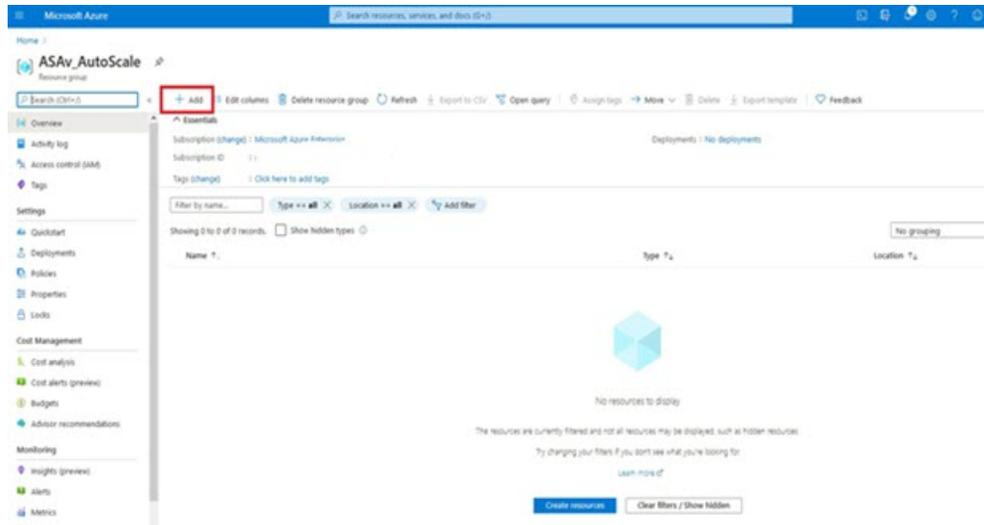 Microsoft Azure
Search resources, services, and docs (G+/)
Home >
ASAv_AutoScale
Resource group
Search (Ctrl+/)
Add
Edit columns
Delete resource group
Refresh
Export to CSV
Open query
Assign tags
Move
Delete
Export template
Feedback
Overview
Activity log
Access control (IAM)
Tags
Settings
Quickstart
Deployments
Policies
Properties
Locks
Cost Management
Cost analysis
Cost alerts (preview)
Budgets
Advisor recommendations
Monitoring
Insights (preview)
Alerts
Metrics
Essentials
Subscription (change) : Microsoft Azure Enterprise
Deployments : No deployments
Subscription ID :
Tags (change) : Click here to add tags
Filter by name...
Type == all
Location == all
Add filter
Showing 0 to 0 of 0 records.
Show hidden types
No grouping
Name
Type
Location
No resources to display
The resources are currently filtered and not all resources may be displayed, such as hidden resources
Try changing your filters if you don't see what you're looking for.
Learn more
Create resources
Clear filters / Show hidden